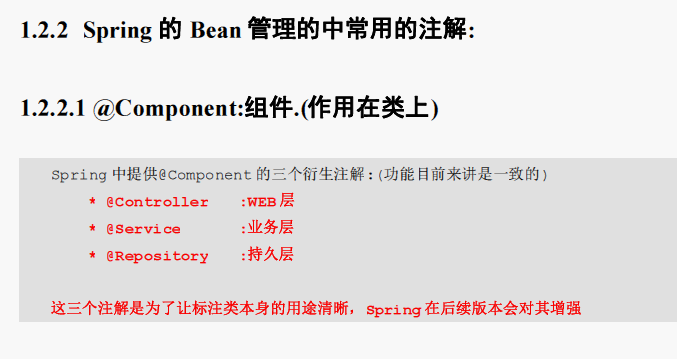 1.2.2 Spring 的 Bean 管理的中常用的注解:
1.2.2.1 @Component:组件.(作用在类上)
Spring 中提供@Component 的三个衍生注解:(功能目前来讲是一致的)
* @Controller :WEB 层
* @Service :业务层
* @Repository :持久层
这三个注解是为了让标注类本身的用途清晰，Spring 在后续版本会对其增强